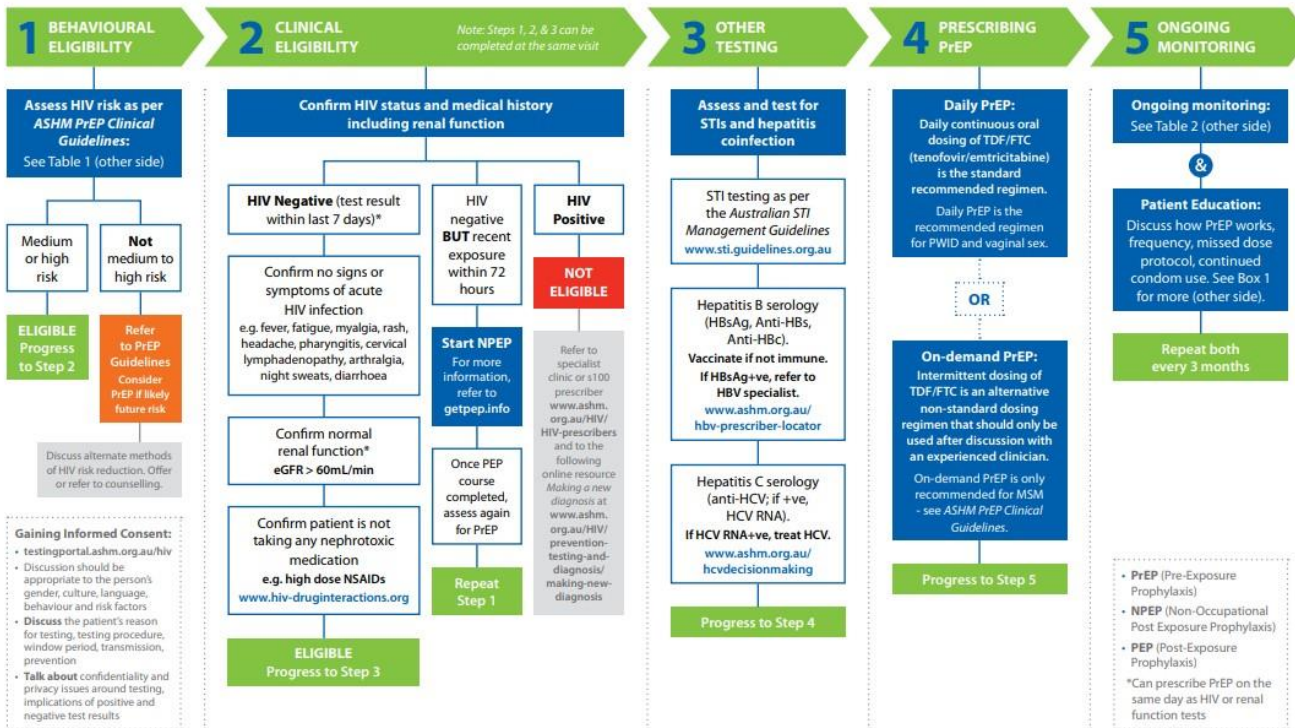 1 BEHAVIOURAL
ELIGIBILITY
Assess HIV risk as per
ASHM PrEP Clinical
Guidelines:
See Table 1 (other side)
Medium
or high
risk
ELIGIBLE
Progress
to Step 2
Not
medium to
high risk
Refer
to PrEP
Guidelines
Consider
PrEP if likely
future risk
Discuss alternate methods
of HIV risk reduction. Offer
or refer to counselling.
Gaining Informed Consent:
• testingportal.ashm.org.au/hiv
• Discussion should be
appropriate to the person's
gender, culture, language,
behaviour and risk factors
• Discuss the patient's reason
for testing, testing procedure,
window period, transmission,
prevention
• Talk about confidentiality and
privacy issues around testing,
implications of positive and
negative test results
2 CLINICAL
ELIGIBILITY
Note: Steps 1, 2, & 3 can be
completed at the same visit
Confirm HIV status and medical history
including renal function
HIV Negative (test result
within last 7 days)*
Confirm no signs or
symptoms of acute
HIV infection
e.g. fever, fatigue, myalgia, rash,
headache, pharyngitis, cervical
lymphadenopathy, arthralgia,
night sweats, diarrhoea
Confirm normal
renal function*
eGFR > 60mL/min
Confirm patient is not
taking any nephrotoxic
medication
e.g. high dose NSAIDs
www.hiv-druginteractions.org
ELIGIBLE
Progress to Step 3
HIV
negative
BUT recent
exposure
within 72
hours
Start NPEP
For more
information,
refer to
getpep.info
Once PEP
course
completed,
assess again
for PrEP
Repeat
Step 1
HIV
Positive
NOT
ELIGIBLE
Refer to
specialist
clinic or s100
prescriber
www.ashm.
org.au/HIV/
HIV-prescribers
and to the
following
online resource
Making a new
diagnosis at
www.ashm.
org.au/HIV/
prevention-
testing-and-
diagnosis/
making-new-
diagnosis
3 OTHER
TESTING
Assess and test for
STIs and hepatitis
coinfection
STI testing as per
the Australian STI
Management Guidelines
www.sti.guidelines.org.au
Hepatitis B serology
(HBsAg, Anti-HBs,
Anti-HBc).
Vaccinate if not immune.
If HBsAg+ve, refer to
HBV specialist.
www.ashm.org.au/
hbv-prescriber-locator
Hepatitis C serology
(anti-HCV; if +ve,
HCV RNA).
If HCV RNA+ve, treat HCV.
www.ashm.org.au/
hcvdecisionmaking
Progress to Step 4
4 PRESCRIBING
PrEP
Daily PrEP:
Daily continuous oral
dosing of TDF/FTC
(tenofovir/emtricitabine)
is the standard
recommended regimen.
Daily PrEP is the
recommended regimen
for PWID and vaginal sex.
OR
On-demand PrEP:
Intermittent dosing of
TDF/FTC is an alternative
non-standard dosing
regimen that should only be
used after discussion with
an experienced clinician.
On-demand PrEP is only
recommended for MSM
- see ASHM PrEP Clinical
Guidelines.
Progress to Step 5
5 ONGOING
MONITORING
Ongoing monitoring:
See Table 2 (other side)
&
Patient Education:
Discuss how PrEP works,
frequency, missed dose
protocol, continued
condom use. See Box 1
for more (other side).
Repeat both
every 3 months
• PrEP (Pre-Exposure
Prophylaxis)
• NPEP (Non-Occupational
Post Exposure Prophylaxis)
• PEP (Post-Exposure
Prophylaxis)
*Can prescribe PrEP on the
same day as HIV or renal
function tests